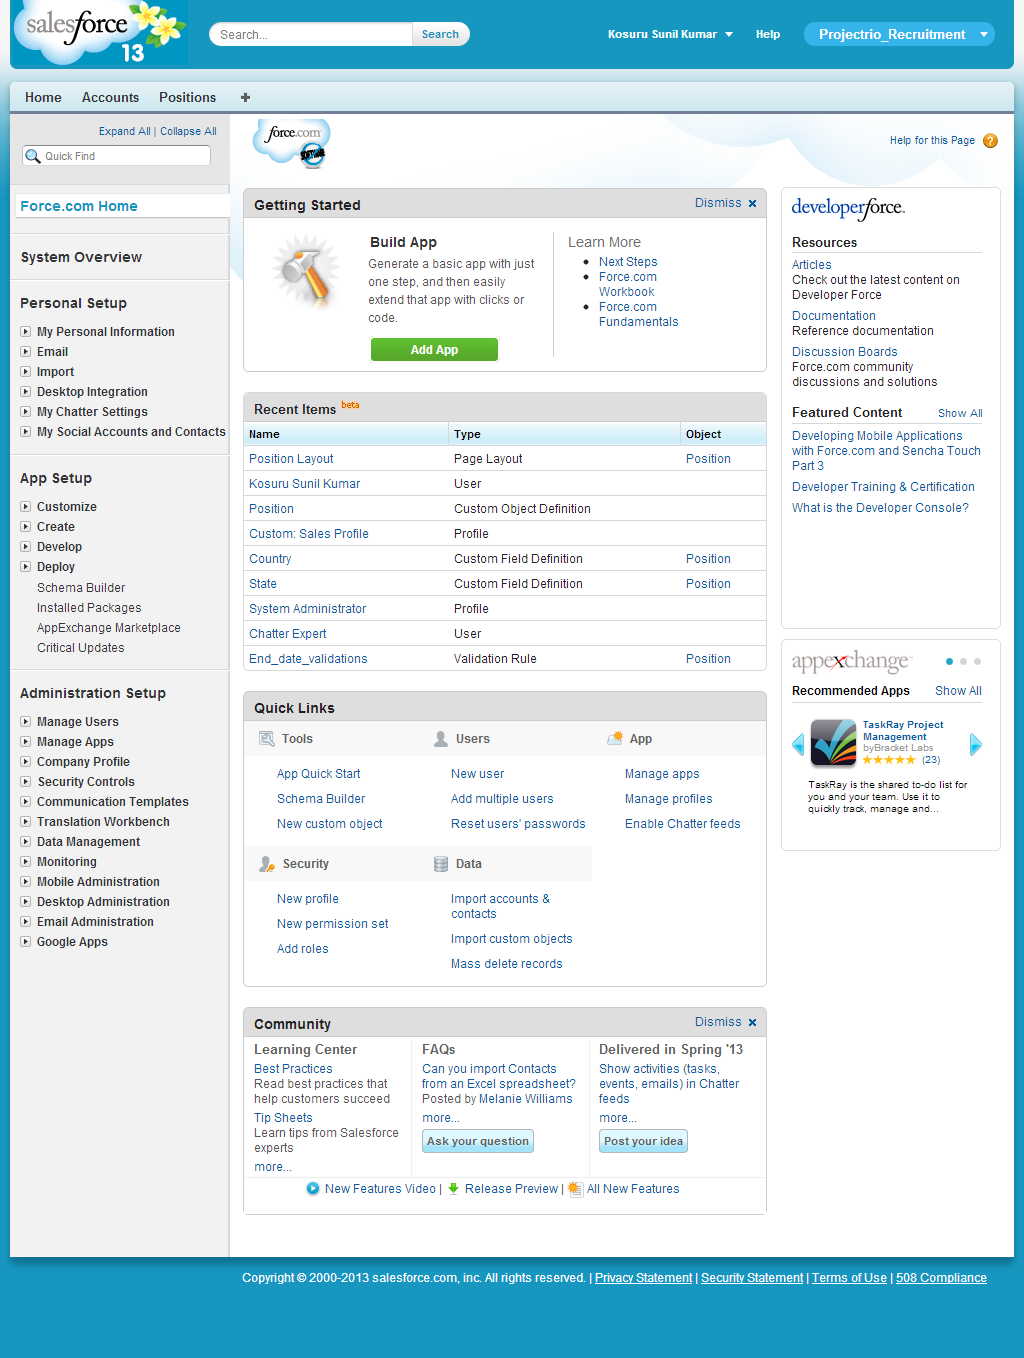 salesforce
13
Search...
Search
Kosuru Sunil Kumar
Help
Projectrio_Recruitment
Home
Accounts
Positions
Expand All | Collapse All
Quick Find
Force.com Home
System Overview
Personal Setup
My Personal Information
Email
Import
Desktop Integration
My Chatter Settings
My Social Accounts and Contacts
App Setup
Customize
Create
Develop
Deploy
Schema Builder
Installed Packages
AppExchange Marketplace
Critical Updates
Administration Setup
Manage Users
Manage Apps
Company Profile
Security Controls
Communication Templates
Translation Workbench
Data Management
Monitoring
Mobile Administration
Desktop Administration
Email Administration
Google Apps
force.com
Help for this Page ?
Getting Started
Dismiss
Build App
Generate a basic app with just
one step, and then easily
extend that app with clicks or
code.
Add App
Learn More
Next Steps
Force.com
Workbook
Force.com
Fundamentals
Recent Items beta
Name Type Object
Position Layout Page Layout Position
Kosuru Sunil Kumar User
Position Custom Object Definition
Custom: Sales Profile Profile
Country Custom Field Definition Position
State Custom Field Definition Position
System Administrator Profile
Chatter Expert User
End_date_validations Validation Rule Position
Quick Links
Tools
App Quick Start
Schema Builder
New custom object
Users
New user
Add multiple users
Reset users' passwords
App
Manage apps
Manage profiles
Enable Chatter feeds
Security
New profile
New permission set
Add roles
Data
Import accounts &
contacts
Import custom objects
Mass delete records
Community
Dismiss
Learning Center
Best Practices
Read best practices that
help customers succeed
Tip Sheets
Learn tips from Salesforce
experts
more...
FAQs
Can you import Contacts
from an Excel spreadsheet?
Posted by Melanie Williams
more...
Ask your question
Delivered in Spring '13
Show activities (tasks,
events, emails) in Chatter
feeds
more...
Post your idea
New Features Video | Release Preview | All New Features
developerforce
Resources
Articles
Check out the latest content on
Developer Force
Documentation
Reference documentation
Discussion Boards
Force.com community
discussions and solutions
Featured Content Show All
Developing Mobile Applications
with Force.com and Sencha Touch
Part 3
Developer Training & Certification
What is the Developer Console?
appexchange
Recommended Apps Show All
TaskRay Project
Management
byBracket Labs
(23)
TaskRay is the shared to-do list for
you and your team. Use it to
quickly track, manage and...
Copyright © 2000-2013 salesforce.com, inc. All rights reserved. | Privacy Statement | Security Statement | Terms of Use | 508 Compliance